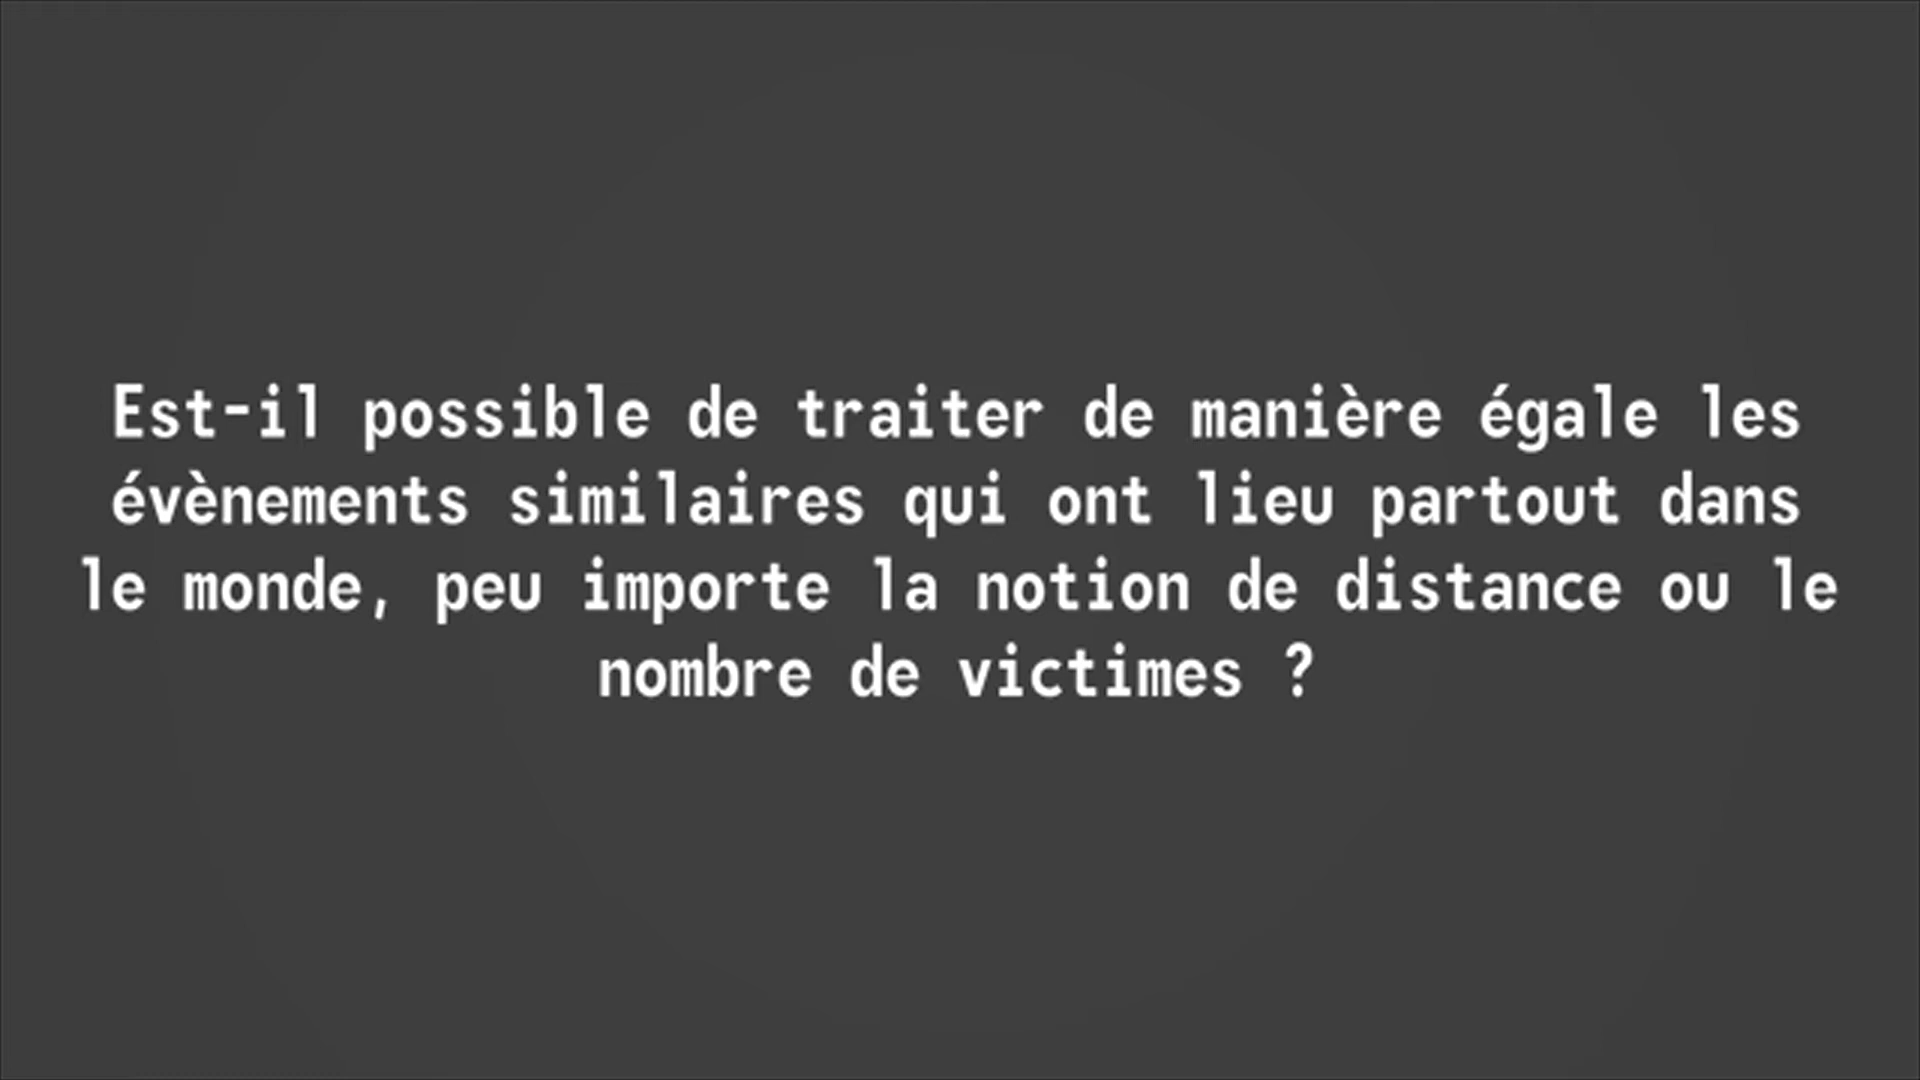 Est-il possible de traiter de manière égale les
évènements similaires qui ont lieu partout dans
le monde, peu importe la notion de distance ou le
nombre de victimes ?